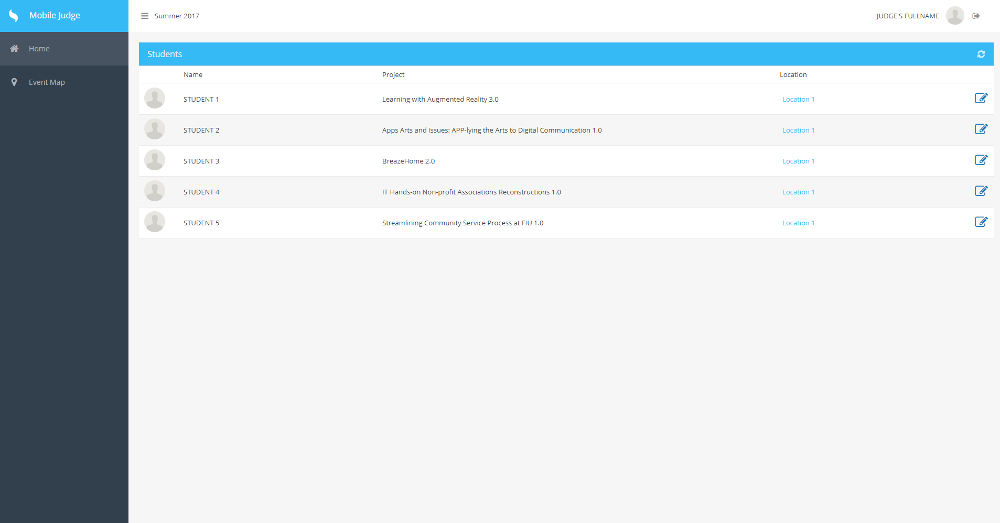 Mobile Judge
Summer 2017
JUDGE'S FULLNAME
Home
Event Map
Students
Name Project Location
STUDENT 1 Learning with Augmented Reality 3.0 Location 1
STUDENT 2 Apps Arts and Issues: APP-lying the Arts to Digital Communication 1.0 Location 1
STUDENT 3 BreazeHome 2.0 Location 1
STUDENT 4 IT Hands-on Non-profit Associations Reconstructions 1.0 Location 1
STUDENT 5 Streamlining Community Service Process at FIU 1.0 Location 1